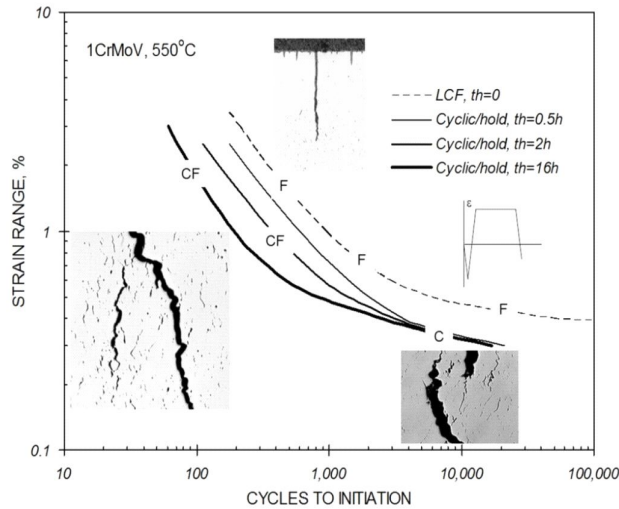 10
1CrMoV, 550°C
LCF, th=0
Cyclic/hold, th=0.5h
Cyclic/hold, th=2h
Cyclic/hold, th=16h
F
CF
ε
STRAIN RANGE, %
1
CF
F
F
C
0.1
10
100
1,000
10,000
100,000
CYCLES TO INITIATION